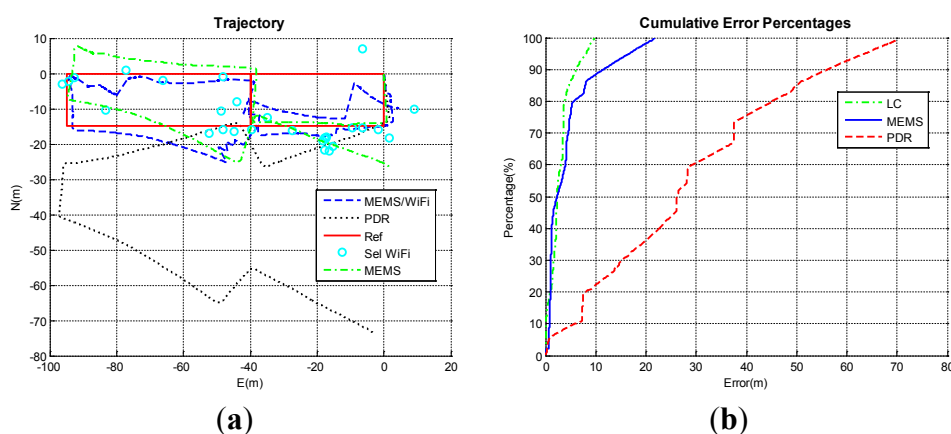 Trajectory
10
0
-10
-20
-30
-40
-50
-60
-70
-80
N(m)
-100
-80
-60
-40
-20
0
20
E(m)
MEMS/WiFi
PDR
Ref
Sel WiFi
MEMS
(a)
Cumulative Error Percentages
100
90
80
70
60
50
40
30
20
10
0
Percentage(%)
0
10
20
30
40
50
60
70
80
Error(m)
LC
MEMS
PDR
(b)